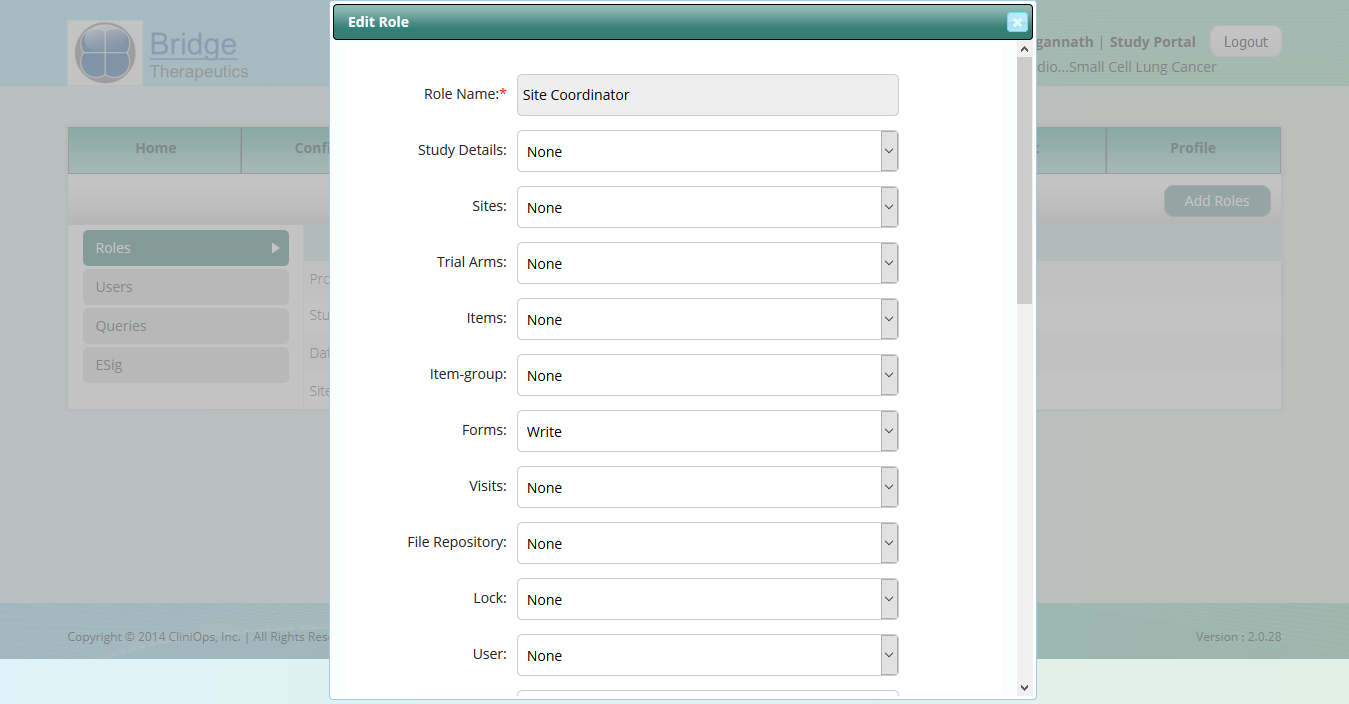 Edit Role
Bridge
Therapeutics
gannath | Study Portal
Logout
dio...Small Cell Lung Cancer
Home
Confi
Profile
Add Roles
Roles
Users
Queries
ESig
Pro
Stu
Dat
Site
Role Name:*
Site Coordinator
Study Details:
None
Sites:
None
Trial Arms:
None
Items:
None
Item-group:
None
Forms:
Write
Visits:
None
File Repository:
None
Lock:
None
User:
None
Copyright © 2014 CliniOps, Inc. | All Rights Rese
Version : 2.0.28